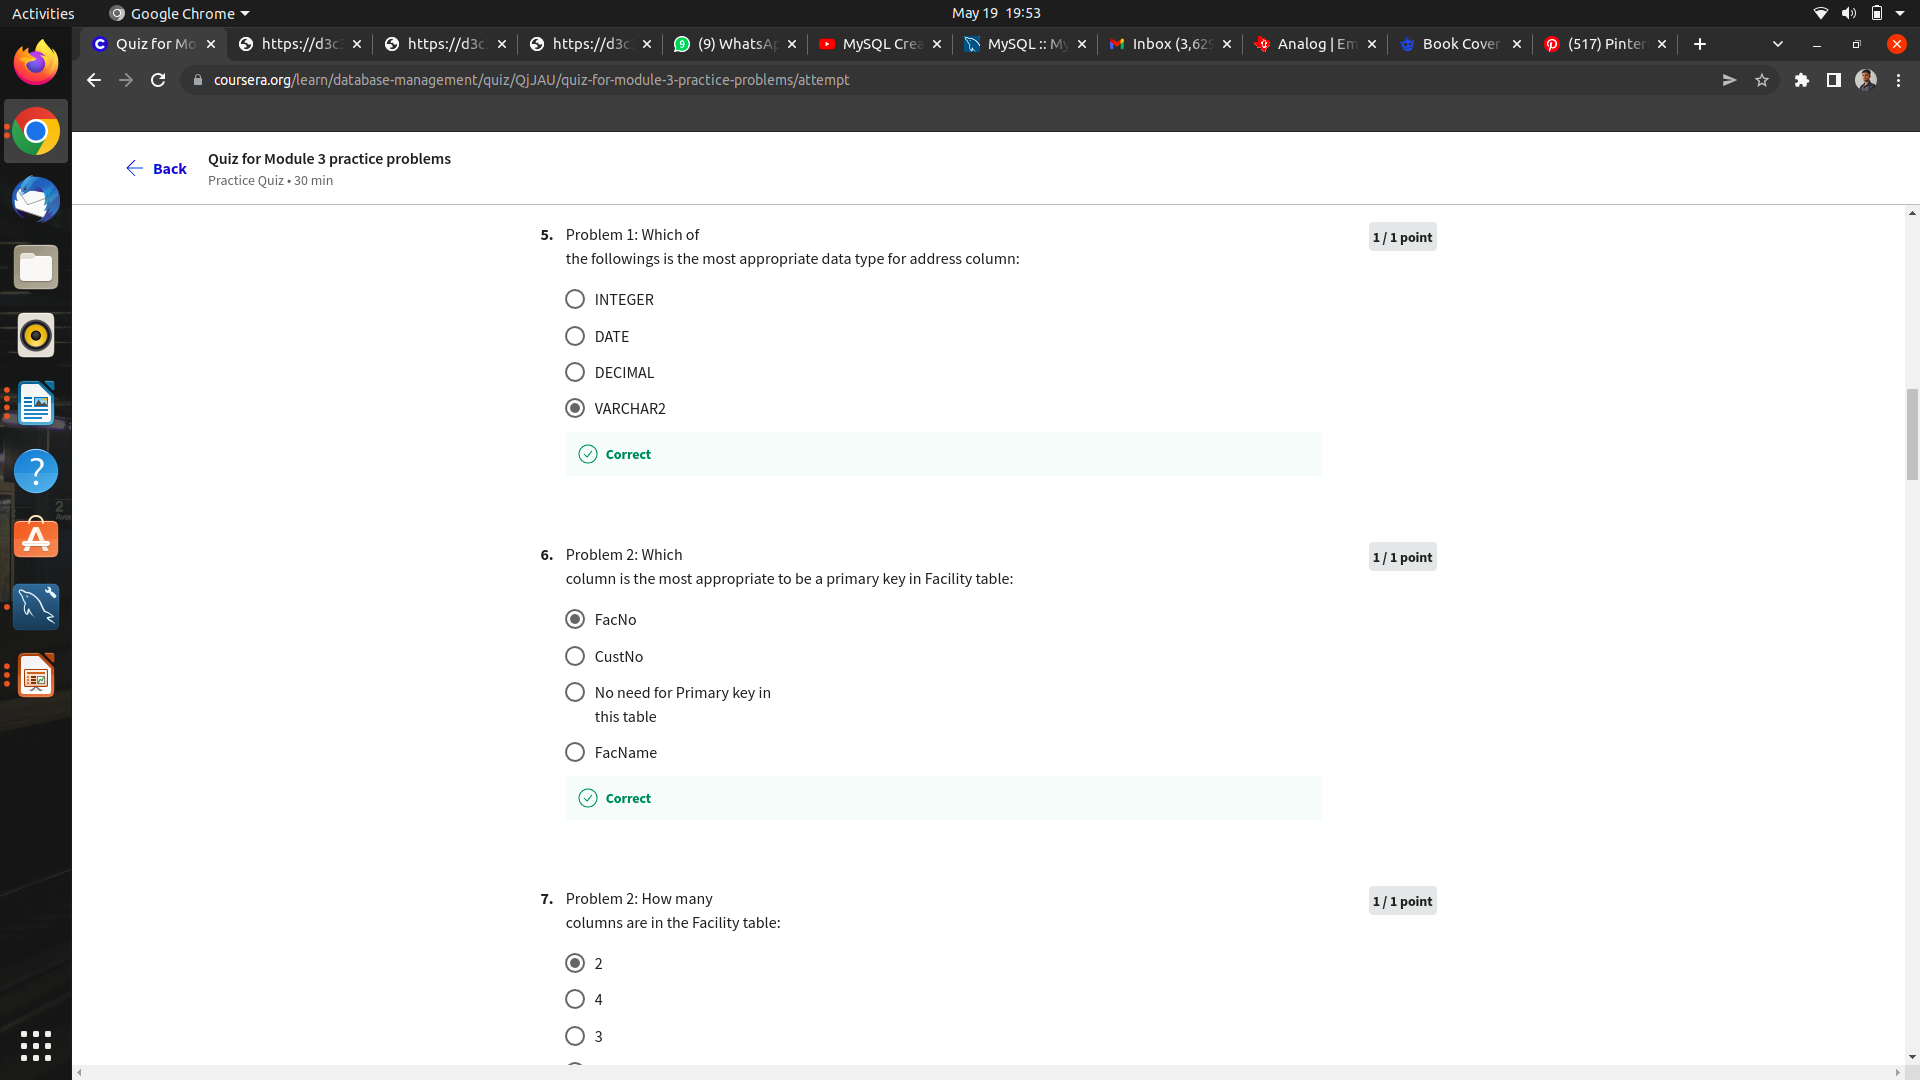 Activities
Google Chrome
May 19 19:53
Quiz for Mo
https://d3c
https://d3c
https://d3c
(9) WhatsAp
MySQL Crea
MySQL :: My
Inbox (3,629
Analog | Em
Book Cover
(517) Pinter
coursera.org/learn/database-management/quiz/QjJAU/quiz-for-module-3-practice-problems/attempt
Back
Quiz for Module 3 practice problems
Practice Quiz • 30 min
5. Problem 1: Which of
the followings is the most appropriate data type for address column:
1 / 1 point
INTEGER
DATE
DECIMAL
VARCHAR2
Correct
6. Problem 2: Which
column is the most appropriate to be a primary key in Facility table:
1 / 1 point
FacNo
CustNo
No need for Primary key in
this table
FacName
Correct
7. Problem 2: How many
columns are in the Facility table:
1 / 1 point
2
4
3